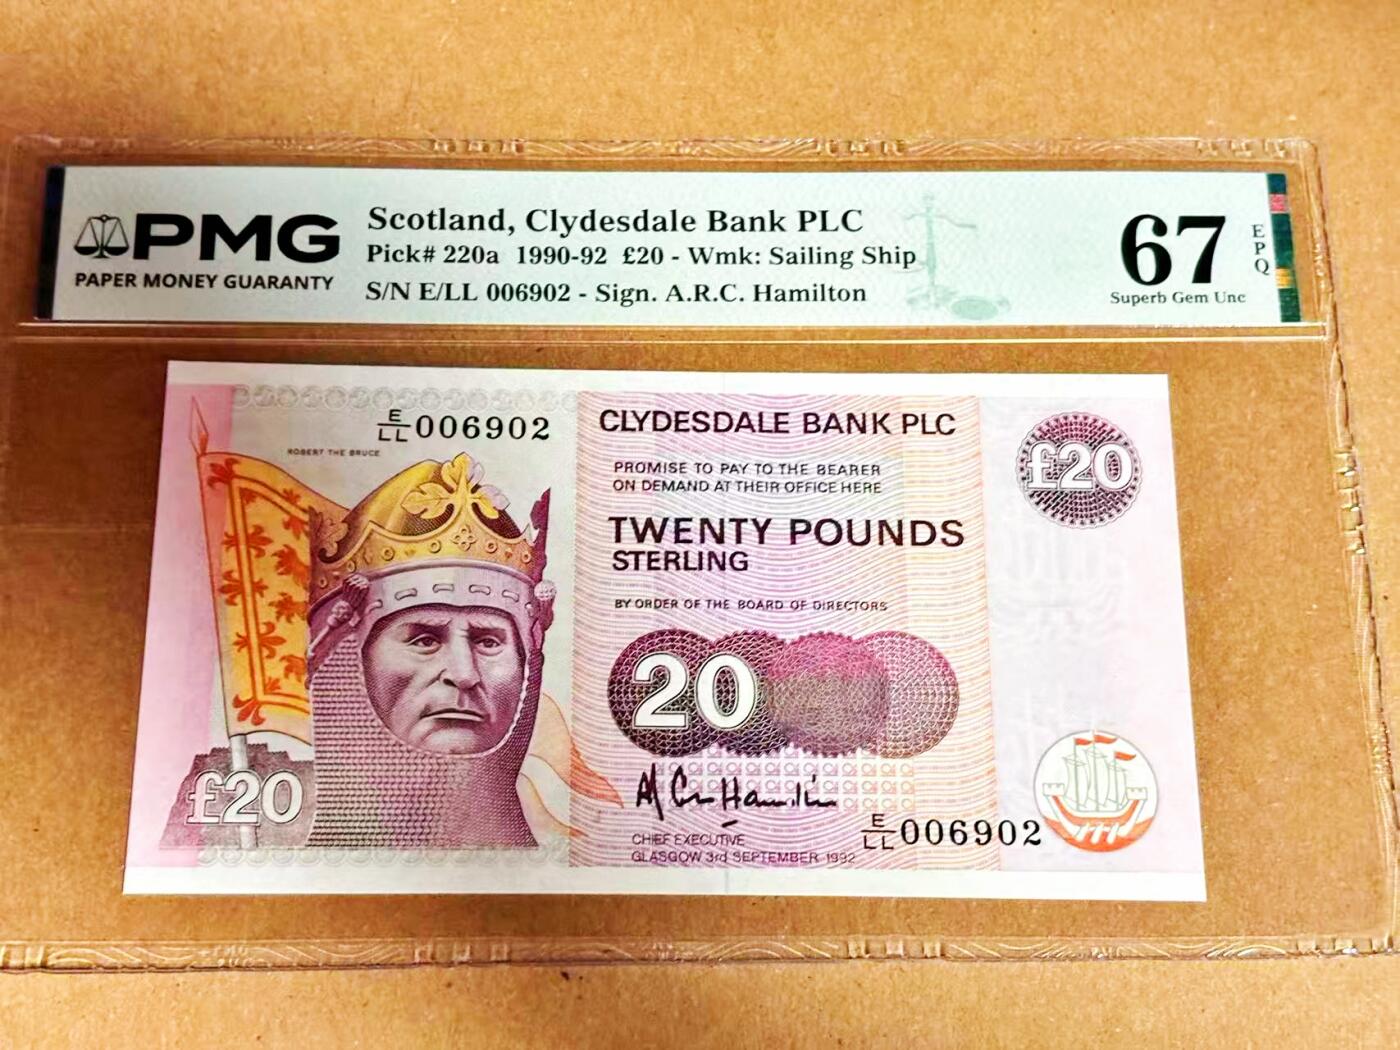 PMG
PAPER MONEY GUARANTY
Scotland, Clydesdale Bank PLC
Pick# 220a 1990-92 £20 - Wmk: Sailing Ship
S/N E/LL 006902 - Sign. A.R.C. Hamilton
67
EPQ
Superb Gem Unc
E/LL 006902
ROBERT THE BRUCE
CLYDESDALE BANK PLC
PROMISE TO PAY TO THE BEARER
ON DEMAND AT THEIR OFFICE HERE
TWENTY POUNDS
STERLING
BY ORDER OF THE BOARD OF DIRECTORS
£20
20
£20
A R C Hamilton
CHIEF EXECUTIVE
GLASGOW 3rd SEPTEMBER 1992
E/LL 006902